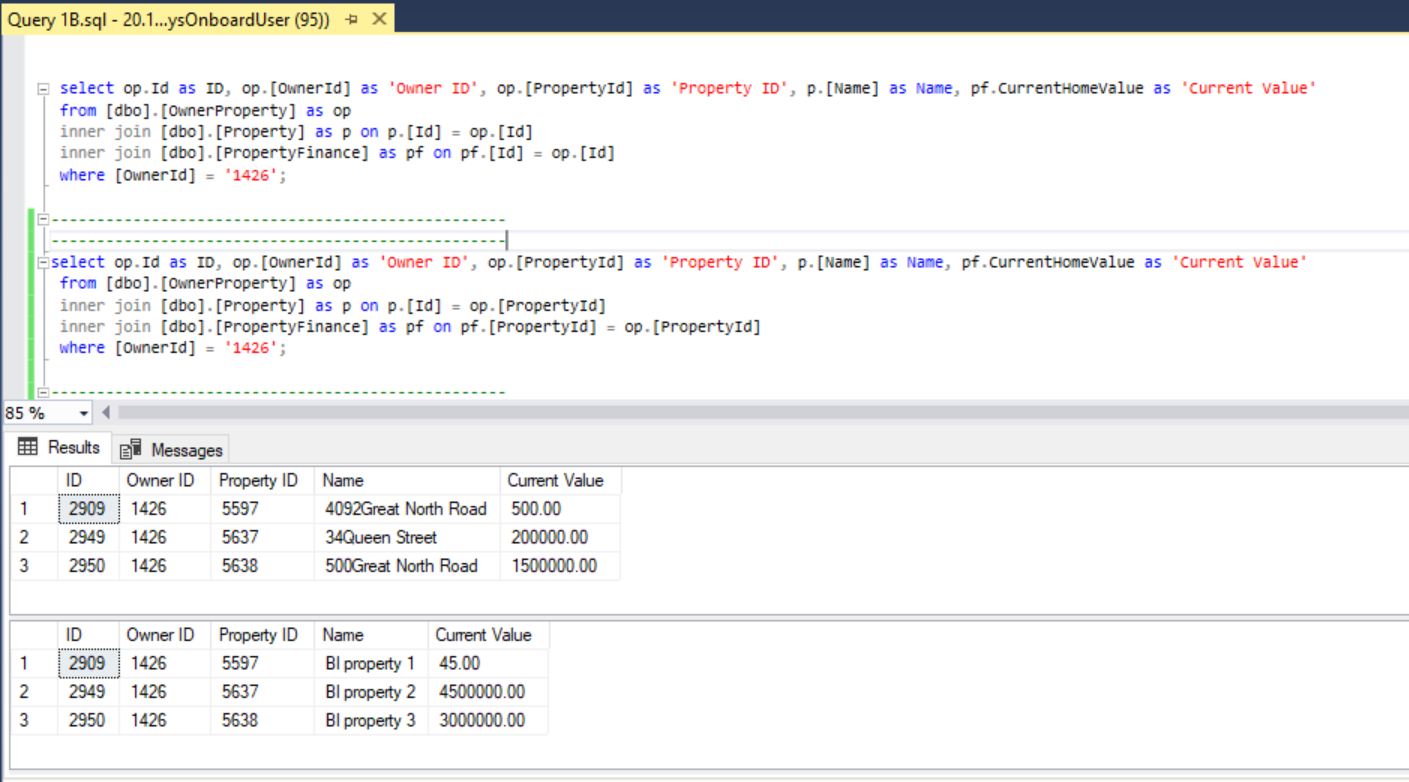 Query 1B.sql - 20.1...ysOnboardUser (95))
select op.Id as ID, op.[OwnerId] as 'Owner ID', op.[PropertyId] as 'Property ID', p.[Name] as Name, pf.CurrentHomeValue as 'Current Value'
from [dbo].[OwnerProperty] as op
inner join [dbo].[Property] as p on p.[Id] = op.[Id]
inner join [dbo].[PropertyFinance] as pf on pf.[Id] = op.[Id]
where [OwnerId] = '1426';
--------------------------------------------------
--------------------------------------------------
select op.Id as ID, op.[OwnerId] as 'Owner ID', op.[PropertyId] as 'Property ID', p.[Name] as Name, pf.CurrentHomeValue as 'Current Value'
from [dbo].[OwnerProperty] as op
inner join [dbo].[Property] as p on p.[Id] = op.[PropertyId]
inner join [dbo].[PropertyFinance] as pf on pf.[PropertyId] = op.[PropertyId]
where [OwnerId] = '1426';
--------------------------------------------------
85 %
Results Messages
ID Owner ID Property ID Name Current Value
1 2909 1426 5597 4092Great North Road 500.00
2 2949 1426 5637 34Queen Street 200000.00
3 2950 1426 5638 500Great North Road 1500000.00
ID Owner ID Property ID Name Current Value
1 2909 1426 5597 BI property 1 45.00
2 2949 1426 5637 BI property 2 4500000.00
3 2950 1426 5638 BI property 3 3000000.00